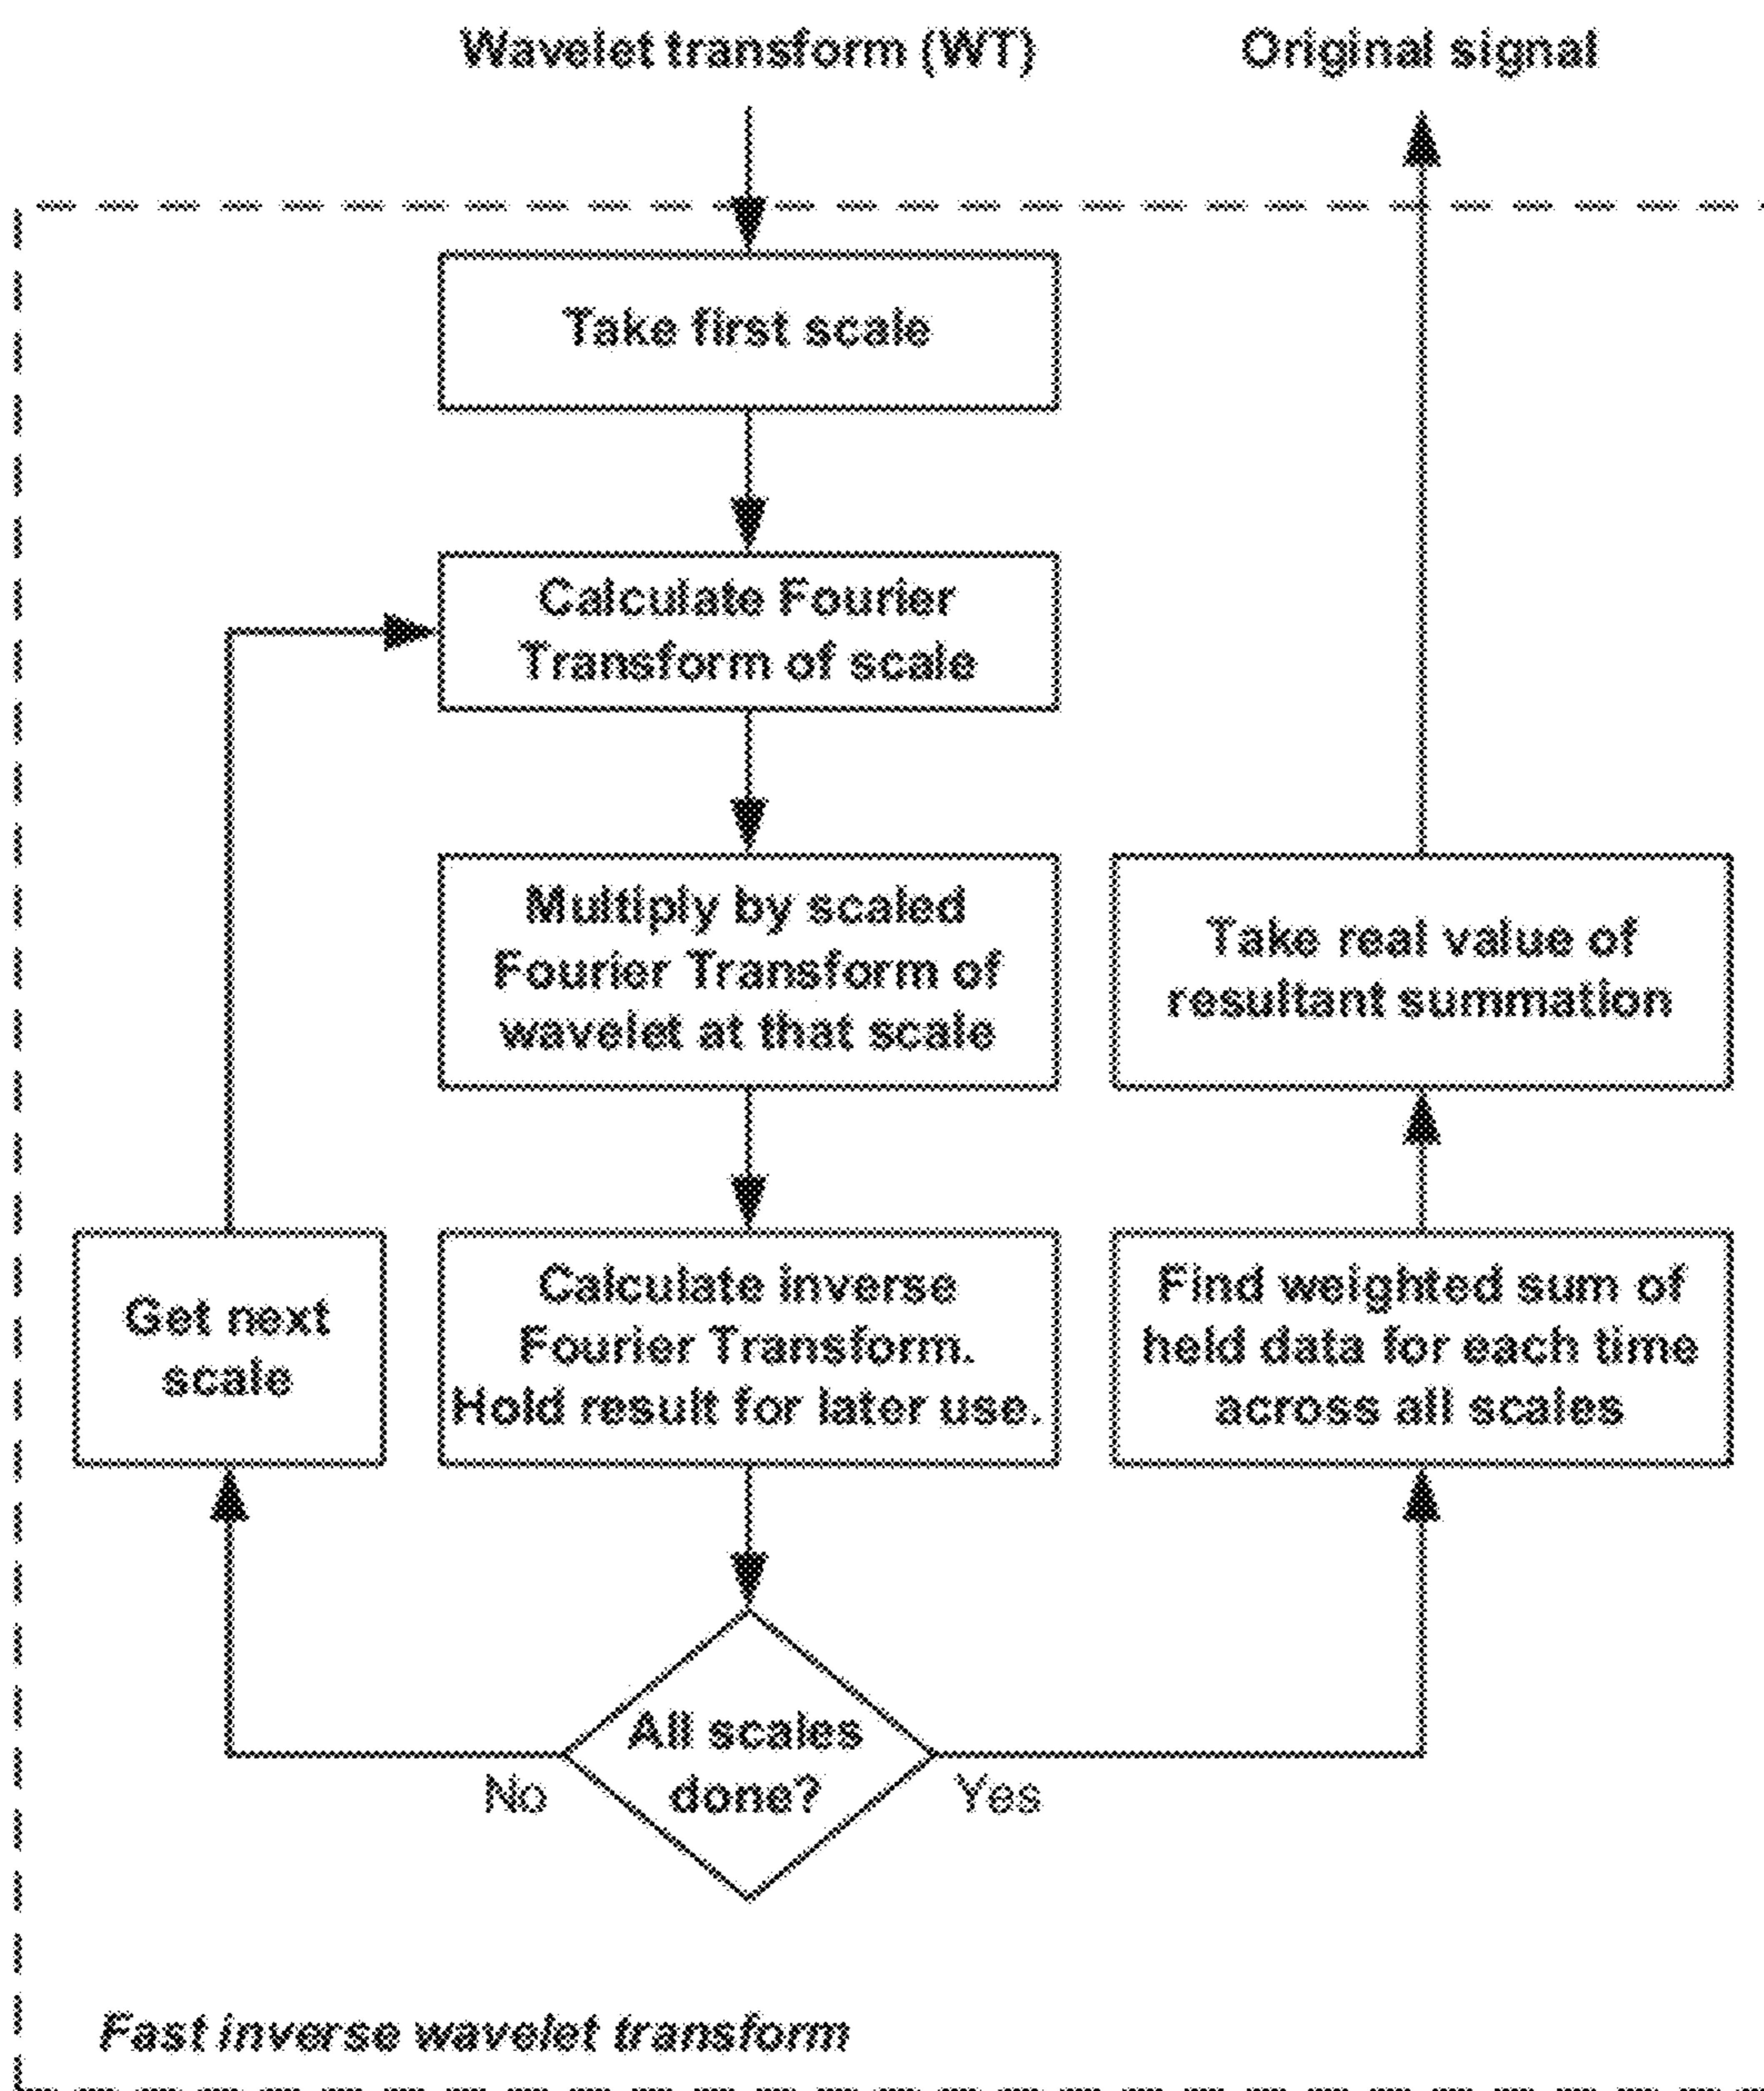 Wavelet transform (WT)
Original signal
Take first scale
Calculate Fourier
Transform of scale
Multiply by scaled
Fourier Transform of
wavelet at that scale
Take real value of
resultant summation
Get next
scale
Calculate inverse
Fourier Transform.
Hold result for later use.
Find weighted sum of
held data for each time
across all scales
All scales
done?
No
Yes
Fast inverse wavelet transform